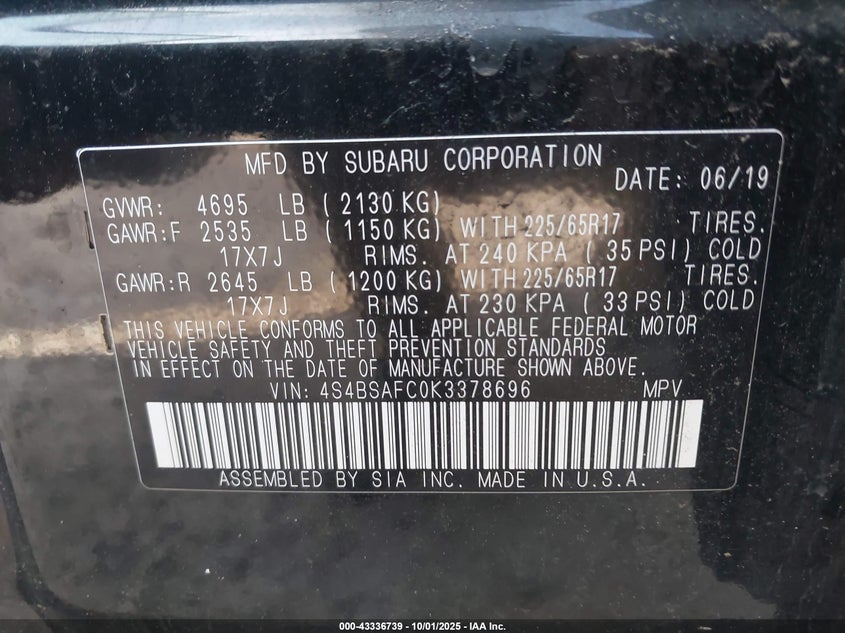 MFD BY SUBARU CORPORATION
DATE: 06/19
GVWR: 4695 LB ( 2130 KG)
GAWR:F 2535 LB ( 1150 KG) WITH 225/65R17 TIRES.
17X7J RIMS. AT 240 KPA ( 35 PSI) COLD
GAWR:R 2645 LB ( 1200 KG) WITH 225/65R17 TIRES.
17X7J RIMS. AT 230 KPA ( 33 PSI) COLD
THIS VEHICLE CONFORMS TO ALL APPLICABLE FEDERAL MOTOR
VEHICLE SAFETY AND THEFT PREVENTION STANDARDS
IN EFFECT ON THE DATE OF MANUFACTURE SHOWN ABOVE.
VIN: 4S4BSAFC0K3378696 MPV
ASSEMBLED BY SIA INC. MADE IN U.S.A.
000-43336739 - 10/01/2025 - IAA Inc.